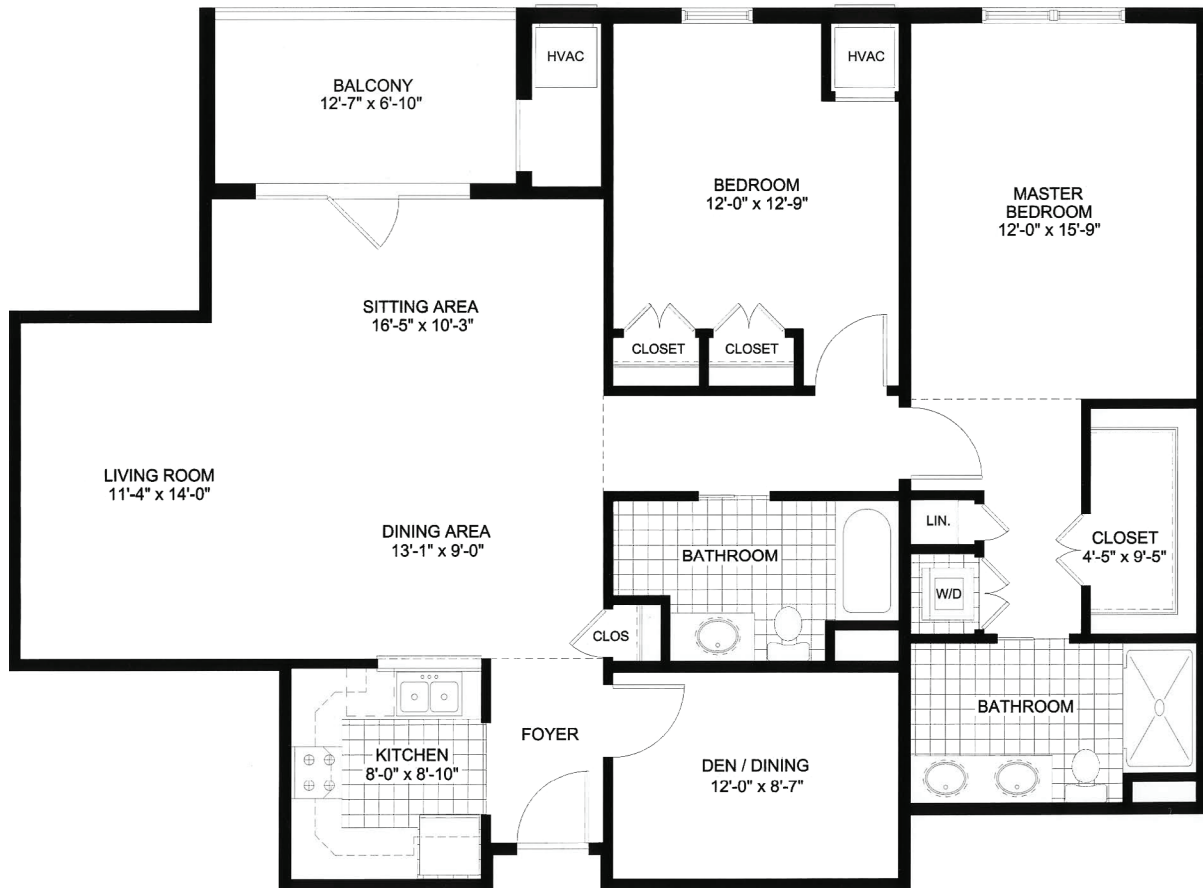 HVAC
HVAC
BALCONY
12'-7" x 6'-10"
BEDROOM
12'-0" x 12'-9"
MASTER
BEDROOM
12'-0" x 15'-9"
SITTING AREA
16'-5" x 10'-3"
CLOSET
CLOSET
LIVING ROOM
11'-4" x 14'-0"
DINING AREA
13'-1" x 9'-0"
BATHROOM
LIN.
CLOSET
4'-5" x 9'-5"
W/D
CLOS
BATHROOM
FOYER
KITCHEN
8'-0" x 8'-10"
DEN / DINING
12'-0" x 8'-7"